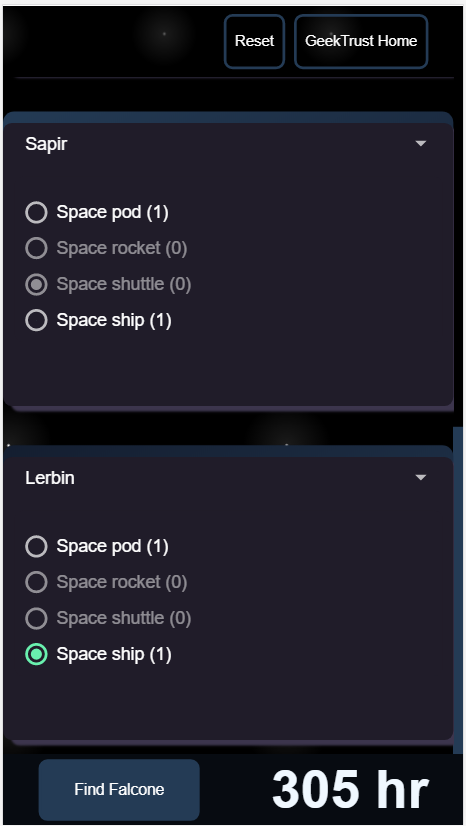 Reset GeekTrust Home
Sapir
Space pod (1)
Space rocket (0)
Space shuttle (0)
Space ship (1)
Lerbin
Space pod (1)
Space rocket (0)
Space shuttle (0)
Space ship (1)
Find Falcone 305 hr